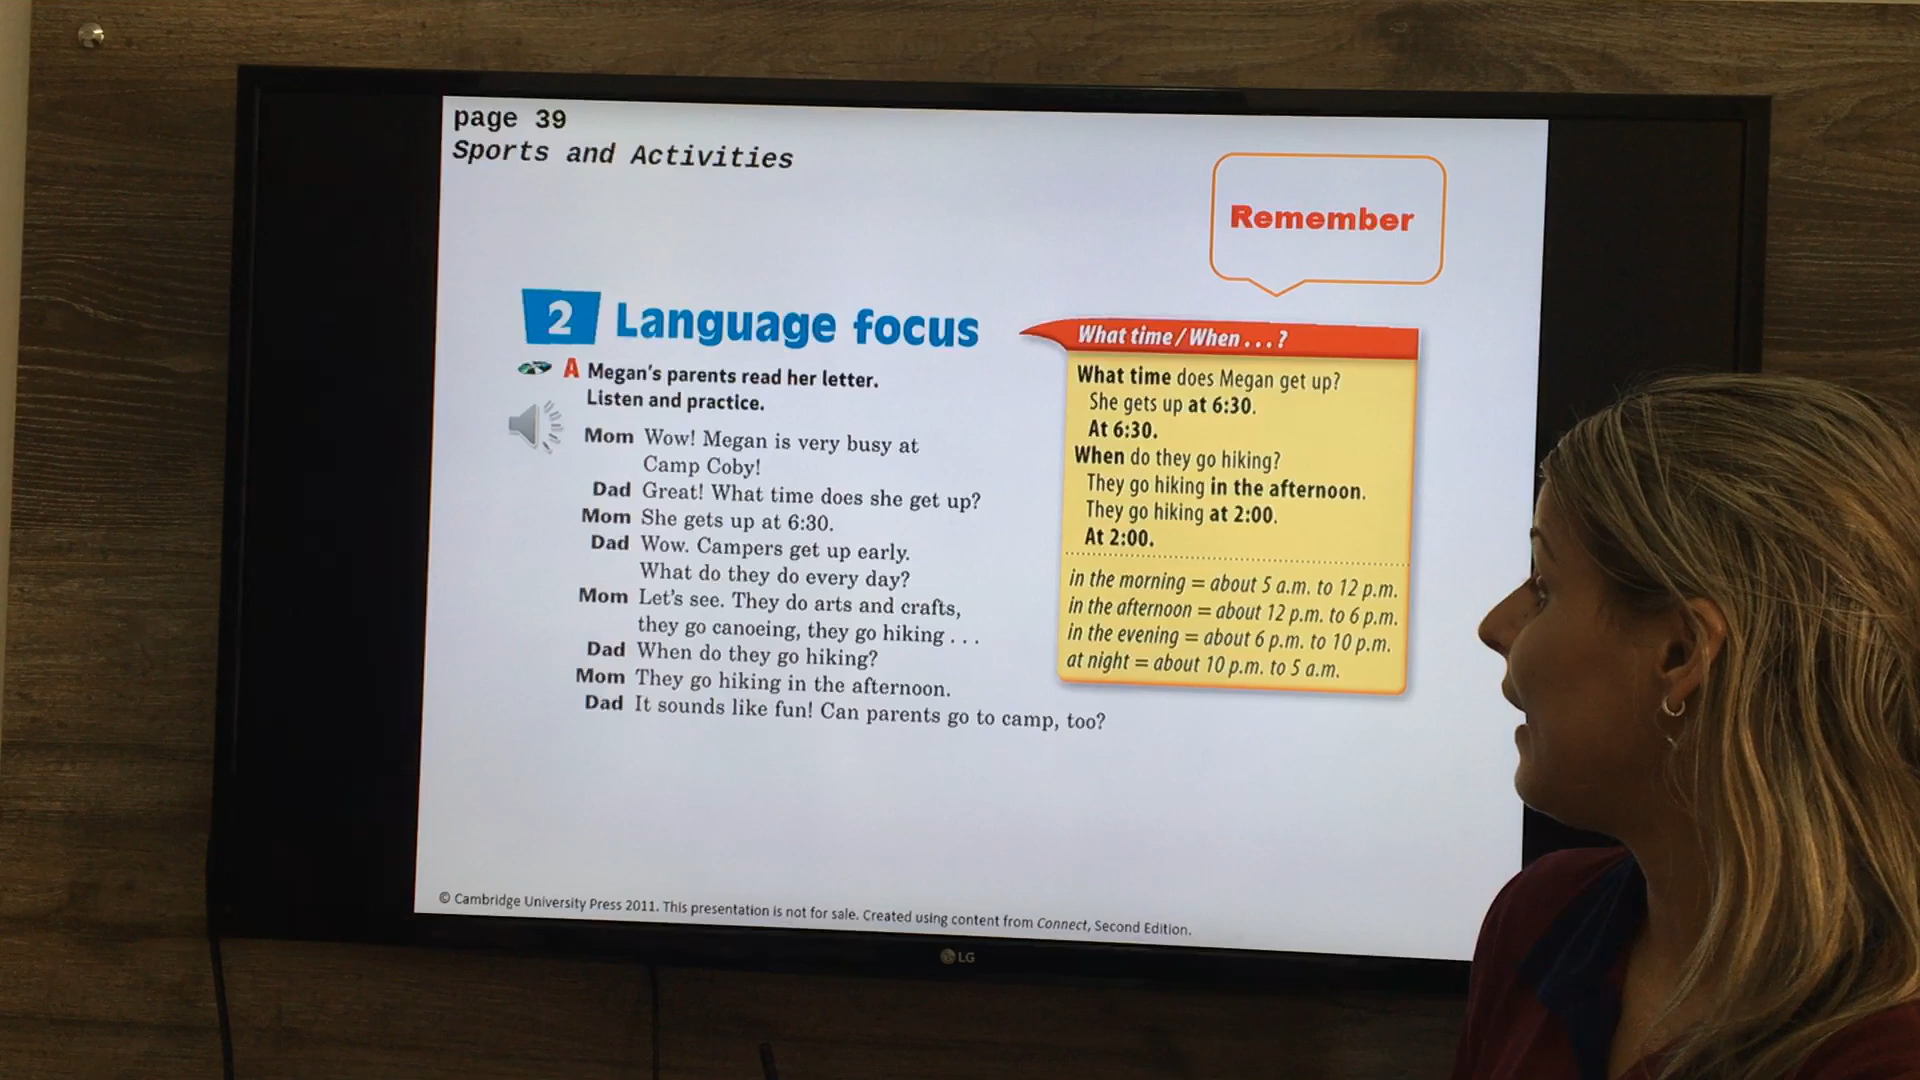 page 39
Sports and Activities
Remember
2 Language focus
A Megan's parents read her letter.
Listen and practice.
Mom Wow! Megan is very busy at
Camp Coby!
Dad Great! What time does she get up?
Mom She gets up at 6:30.
Dad Wow. Campers get up early.
What do they do every day?
Mom Let's see. They do arts and crafts,
they go canoeing, they go hiking . . .
Dad When do they go hiking?
Mom They go hiking in the afternoon.
Dad It sounds like fun! Can parents go to camp, too?
What time / When . . . ?
What time does Megan get up?
She gets up at 6:30.
At 6:30.
When do they go hiking?
They go hiking in the afternoon.
They go hiking at 2:00.
At 2:00.
in the morning = about 5 a.m. to 12 p.m.
in the afternoon = about 12 p.m. to 6 p.m.
in the evening = about 6 p.m. to 10 p.m.
at night = about 10 p.m. to 5 a.m.
© Cambridge University Press 2011. This presentation is not for sale. Created using content from Connect, Second Edition.
LG